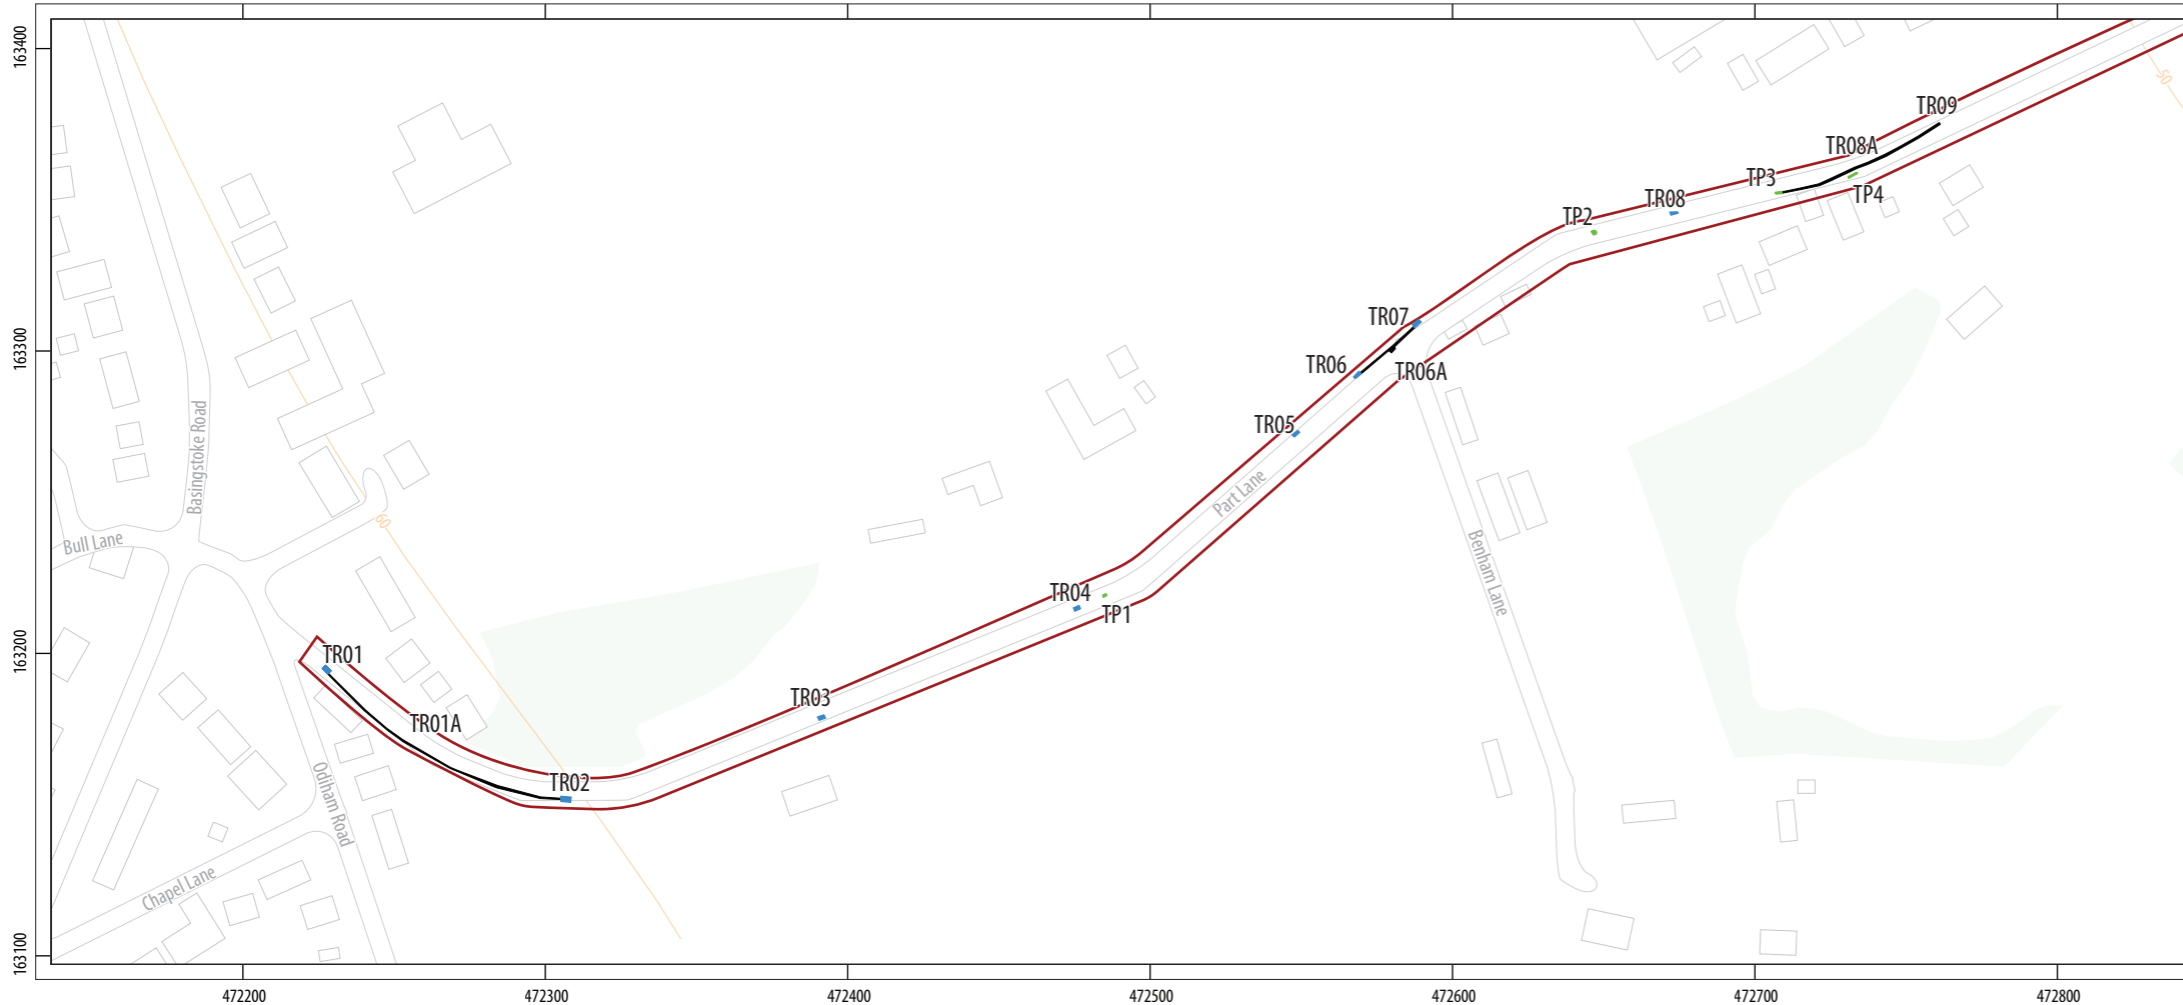 163400
50
TR09
TR08A
TP3
TP4
TR08
TP2
TR07
163300
TR06
TR06A
TR05
Basingstoke Road
Part Lane
60
Bull Lane
Benham Lane
TR04
TP1
163200
TR01
TR03
TR01A
TR02
Odiham Road
Chapel Lane
163100
472200
472300
472400
472500
472600
472700
472800